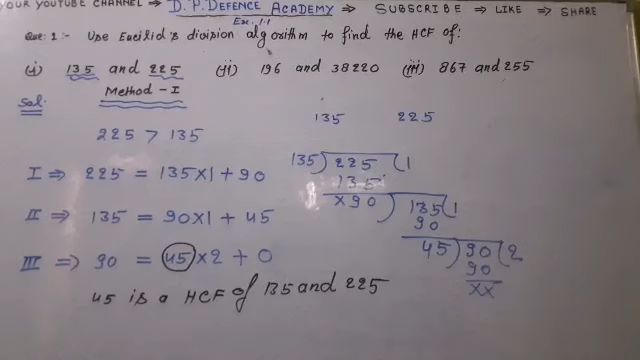 YOUR YOUTUBE CHANNEL ⇒ D.P. DEFENCE ACADEMY ⇒ SUBSCRIBE ⇒ LIKE ⇒ SHARE
Exe. 1.1
Que: 1:- Use Euclid's division algorithm to find the HCF of:
(i) 135 and 225 (ii) 196 and 38220 (iii) 867 and 255
Sol: Method - I
135 225
225 > 135
135) 225 (1
I ⇒ 225 = 135×1 + 90
135
×90) 135 (1
II ⇒ 135 = 90×1 + 45
90
45) 90 (2
III ⇒ 90 = 45×2 + 0
90
××
45 is a HCF of 135 and 225